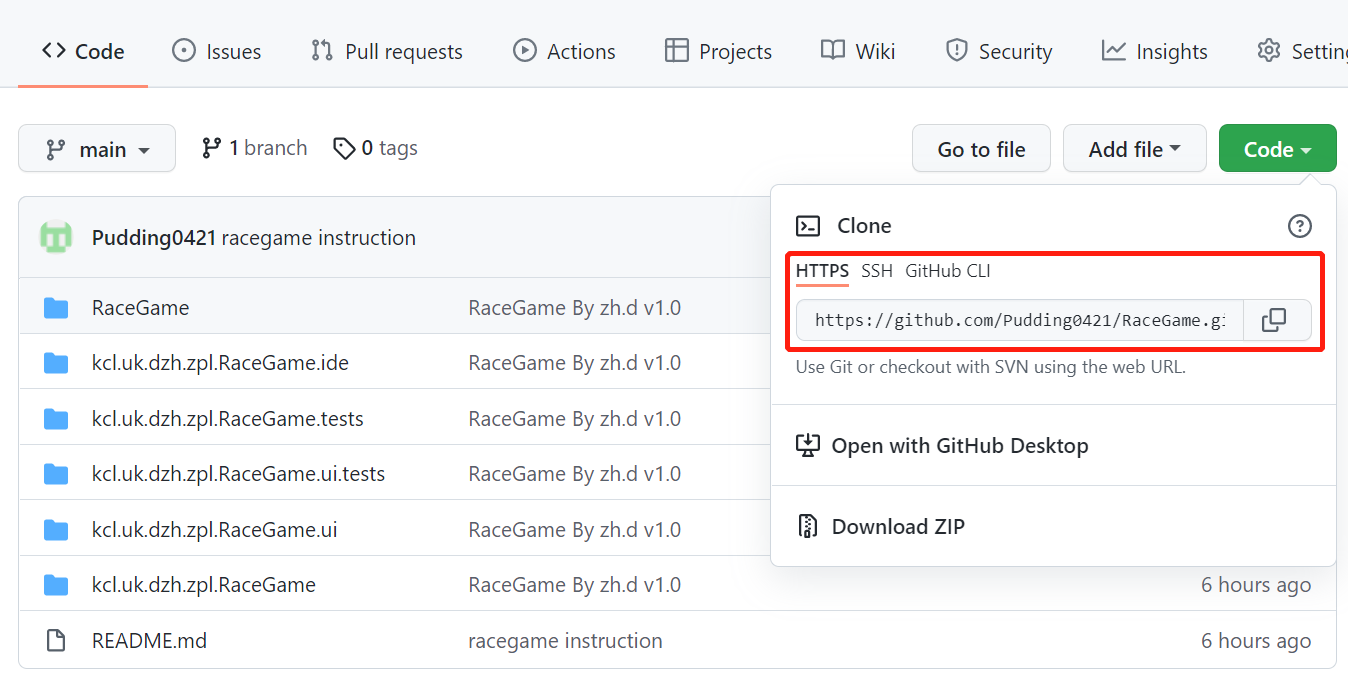 Code Issues Pull requests Actions Projects Wiki Security Insights Setting
main 1 branch 0 tags Go to file Add file Code
Pudding0421 racegame instruction
Clone
HTTPS SSH GitHub CLI
https://github.com/Pudding0421/RaceGame.gi
Use Git or checkout with SVN using the web URL.
Open with GitHub Desktop
Download ZIP
RaceGame RaceGame By zh.d v1.0
kcl.uk.dzh.zpl.RaceGame.ide RaceGame By zh.d v1.0
kcl.uk.dzh.zpl.RaceGame.tests RaceGame By zh.d v1.0
kcl.uk.dzh.zpl.RaceGame.ui.tests RaceGame By zh.d v1.0
kcl.uk.dzh.zpl.RaceGame.ui RaceGame By zh.d v1.0
kcl.uk.dzh.zpl.RaceGame RaceGame By zh.d v1.0 6 hours ago
README.md racegame instruction 6 hours ago